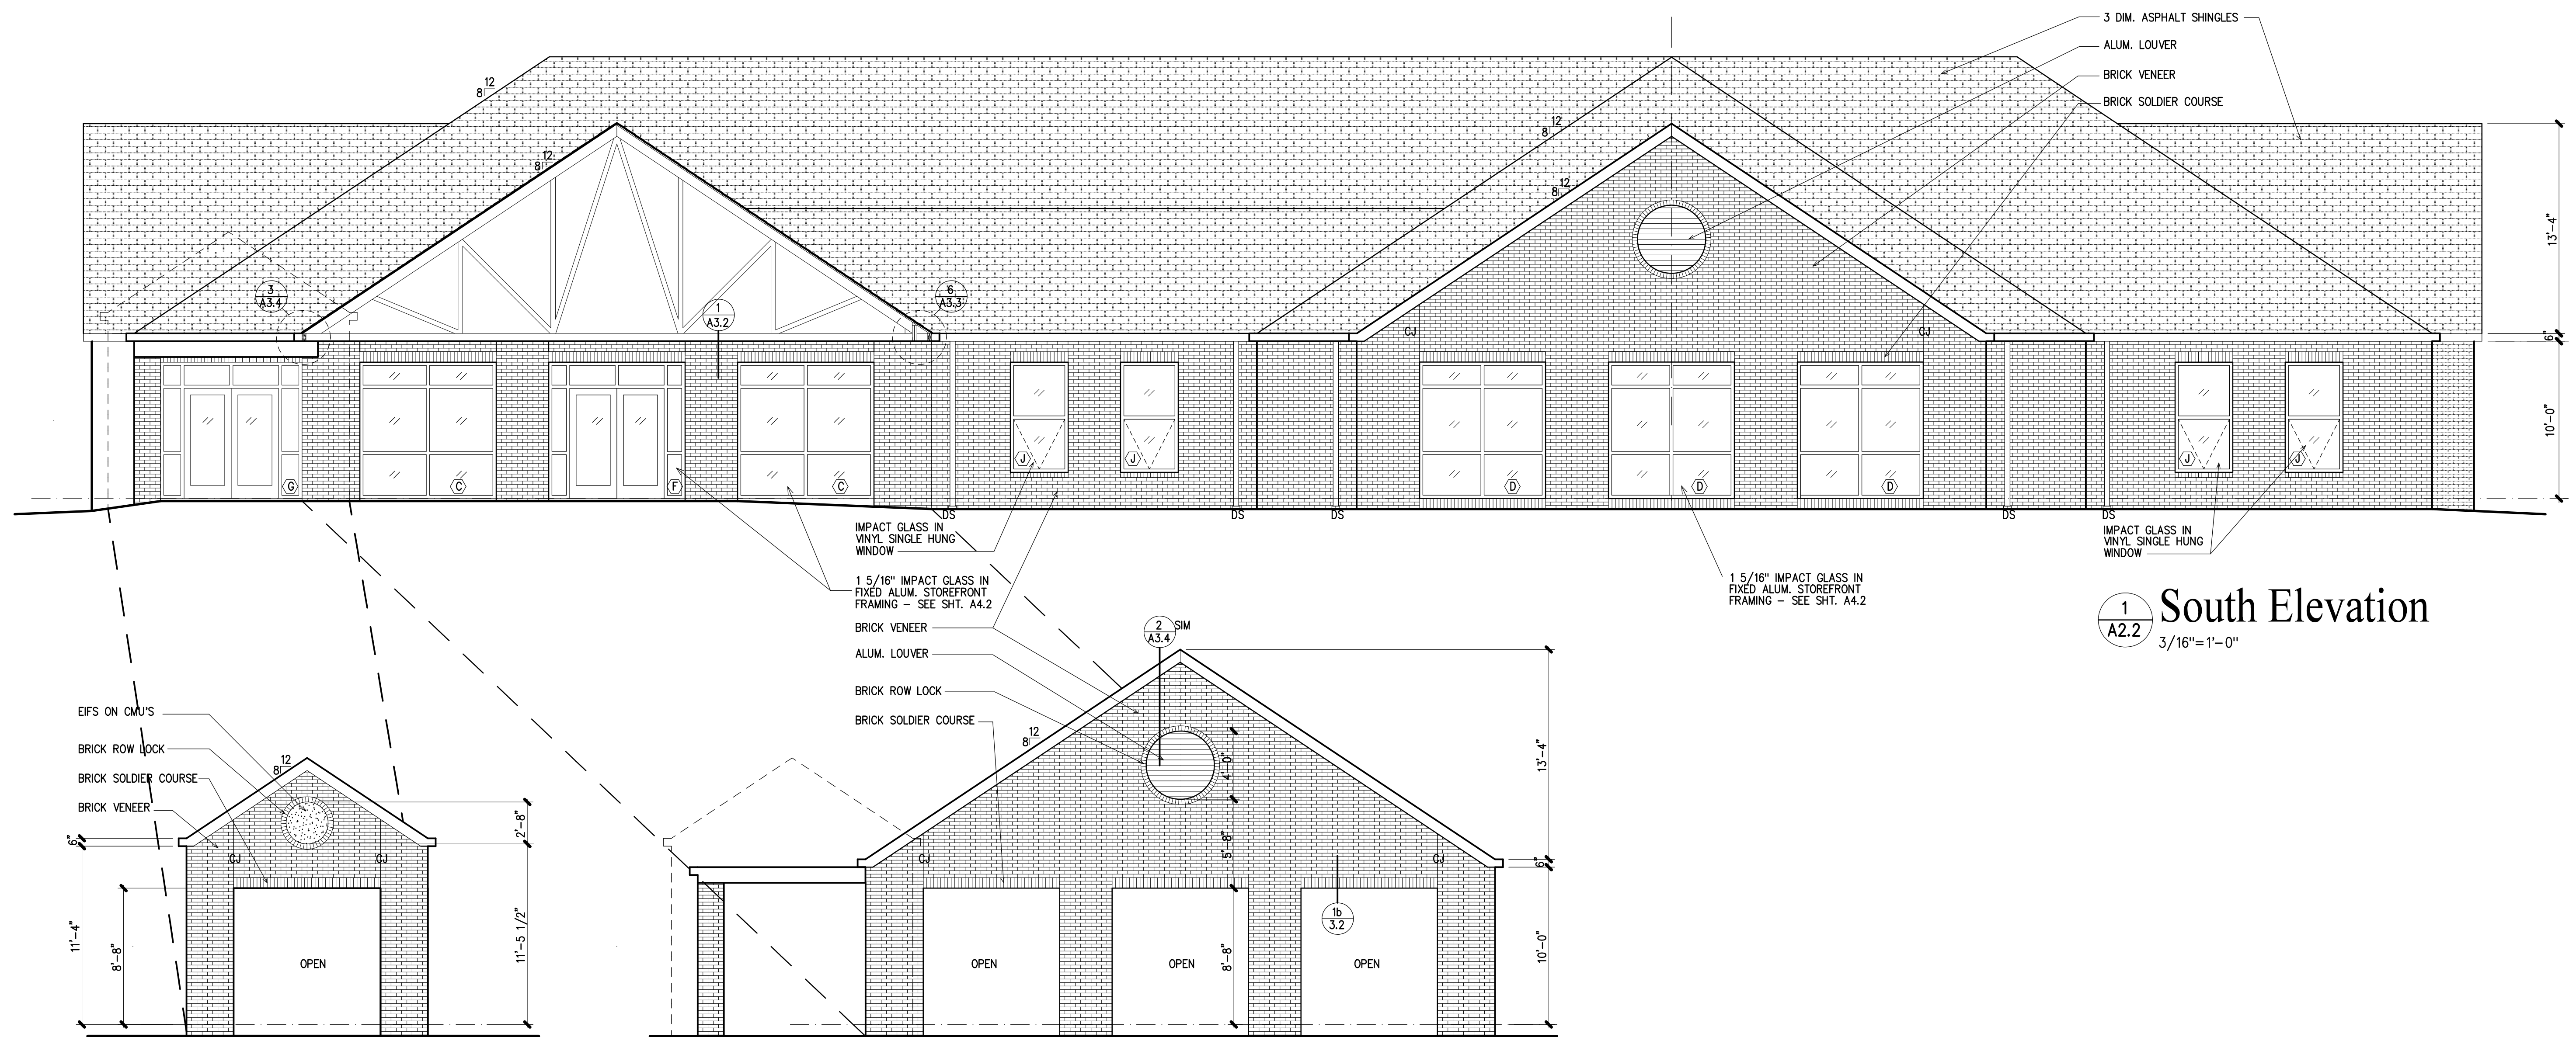 3 DIM. ASPHALT SHINGLES
ALUM. LOUVER
BRICK VENEER
BRICK SOLDIER COURSE
12
8
12
8
12
8
12
8
13'-4"
6"
10'-0"
3
A3.4
1
A3.2
6
A3.3
CJ
CJ
G
C
F
C
J
J
D
D
D
J
J
DS
DS
DS
DS
DS
IMPACT GLASS IN
VINYL SINGLE HUNG
WINDOW
1 5/16" IMPACT GLASS IN
FIXED ALUM. STOREFRONT
FRAMING - SEE SHT. A4.2
BRICK VENEER
ALUM. LOUVER
BRICK ROW LOCK
BRICK SOLDIER COURSE
1 5/16" IMPACT GLASS IN
FIXED ALUM. STOREFRONT
FRAMING - SEE SHT. A4.2
IMPACT GLASS IN
VINYL SINGLE HUNG
WINDOW
1
A2.2
South Elevation
3/16"=1'-0"
EIFS ON CMU'S
BRICK ROW LOCK
BRICK SOLDIER COURSE
BRICK VENEER
12
8
CJ
CJ
6"
11'-4"
8'-8"
2'-8"
11'-5 1/2"
OPEN
2
A3.4
SIM
12
8
4'-0"
5'-8"
8'-8"
CJ
CJ
1b
3.2
OPEN
OPEN
OPEN
13'-4"
6"
10'-0"